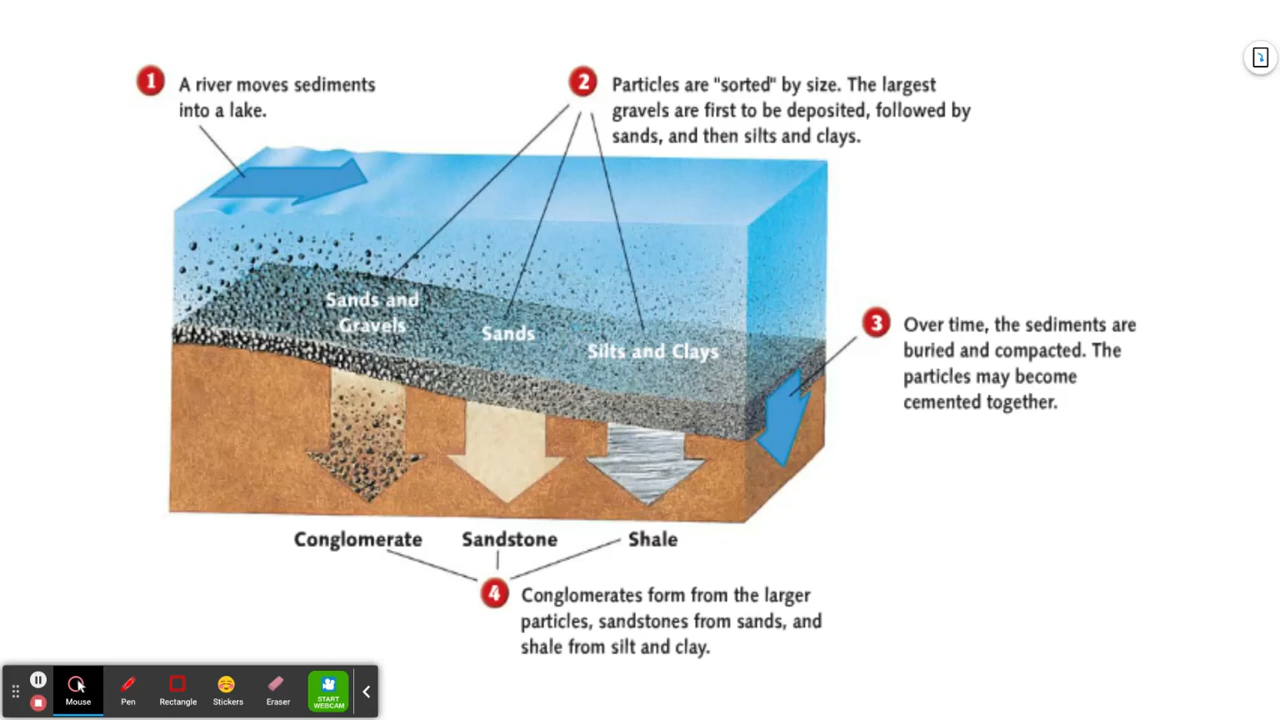 1 A river moves sediments
into a lake.
2 Particles are "sorted" by size. The largest
gravels are first to be deposited, followed by
sands, and then silts and clays.
Sands and
Gravels
Sands
Silts and Clays
3 Over time, the sediments are
buried and compacted. The
particles may become
cemented together.
Conglomerate Sandstone Shale
4 Conglomerates form from the larger
particles, sandstones from sands, and
shale from silt and clay.
Mouse Pen Rectangle Stickers Eraser START
WEBCAM